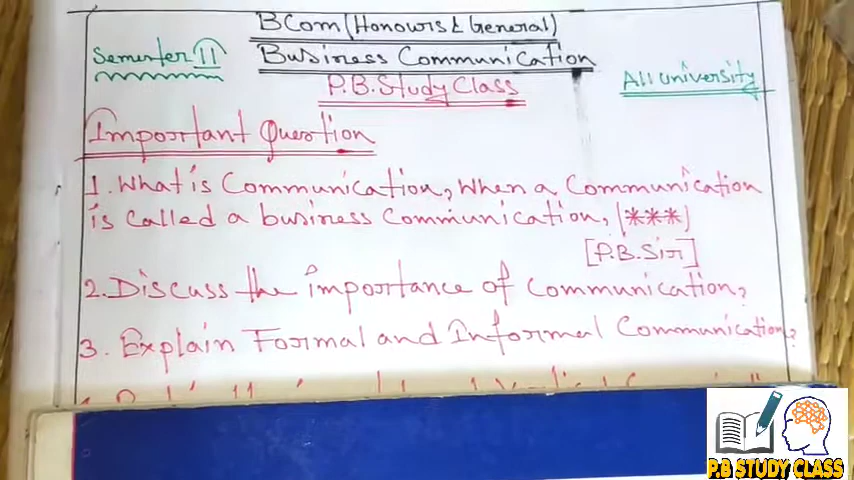 BCom (Honours & General)
Semester II
Business Communication
P.B. Study Class
All university
Important Question
1. What is Communication, When a Communication
is called a business Communication, [***]
[P.B. Sir]
2. Discuss the importance of communication?
3. Explain Formal and Informal Communication?
P.B STUDY CLASS